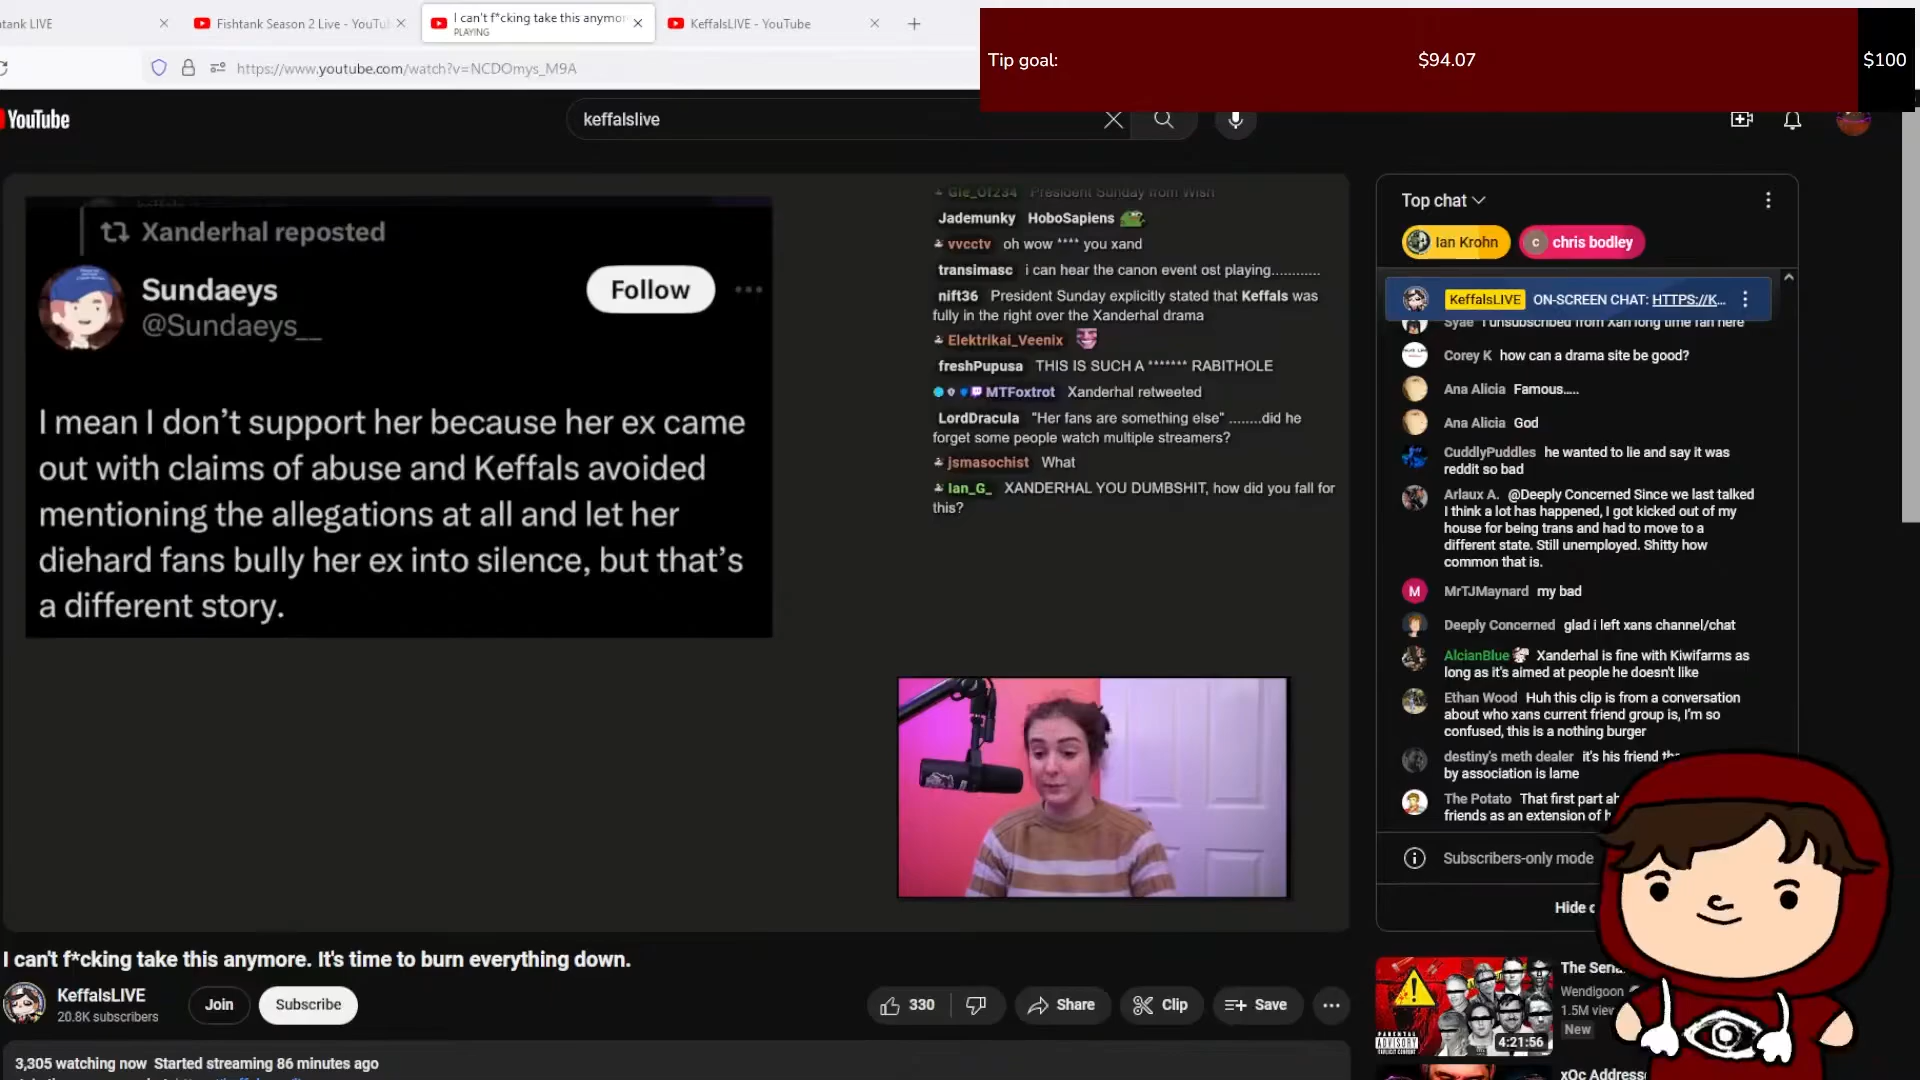 ntank LIVE
Fishtank Season 2 Live - YouTu
I can't f*cking take this anymor
PLAYING
KeffalsLIVE - YouTube
https://www.youtube.com/watch?v=NCDOmys_M9A
Tip goal:
$94.07
$100
YouTube
keffalslive
Xanderhal reposted
Sundaeys
@Sundaeys__
Follow
I mean I don't support her because her ex came
out with claims of abuse and Keffals avoided
mentioning the allegations at all and let her
diehard fans bully her ex into silence, but that's
a different story.
Gle_Of234 President Sunday from Wish
Jademunky HoboSapiens
vvcctv oh wow **** you xand
transimasc i can hear the canon event ost playing............
nift36 President Sunday explicitly stated that Keffals was
fully in the right over the Xanderhal drama
Elektrikai_Veenix
freshPupusa THIS IS SUCH A ******* RABITHOLE
MTFoxtrot Xanderhal retweeted
LordDracula "Her fans are something else" ........did he
forget some people watch multiple streamers?
jsmasochist What
Ian_G_ XANDERHAL YOU DUMBSHIT, how did you fall for
this?
Top chat
Ian Krohn
c chris bodley
KeffalsLIVE ON-SCREEN CHAT: HTTPS://K...
Syae I unsubscribed from Xan long time fan here
Corey K how can a drama site be good?
Ana Alicia Famous.....
Ana Alicia God
CuddlyPuddles he wanted to lie and say it was
reddit so bad
Arlaux A. @Deeply Concerned Since we last talked
I think a lot has happened, I got kicked out of my
house for being trans and had to move to a
different state. Still unemployed. Shitty how
common that is.
M MrTJMaynard my bad
Deeply Concerned glad i left xans channel/chat
AlcianBlue Xanderhal is fine with Kiwifarms as
long as it's aimed at people he doesn't like
Ethan Wood Huh this clip is from a conversation
about who xans current friend group is, I'm so
confused, this is a nothing burger
destiny's meth dealer it's his friend
by association is lame
The Potato That first part
friends as an extension of
Subscribers-only mode
Hide
I can't f*cking take this anymore. It's time to burn everything down.
KeffalsLIVE
20.8K subscribers
Join
Subscribe
330
Share
Clip
Save
3,305 watching now Started streaming 86 minutes ago
PARENTAL
ADVISORY
EXPLICIT CONTENT
4:21:56
The Sena
Wendigoon
1.5M view
New
xQc Address